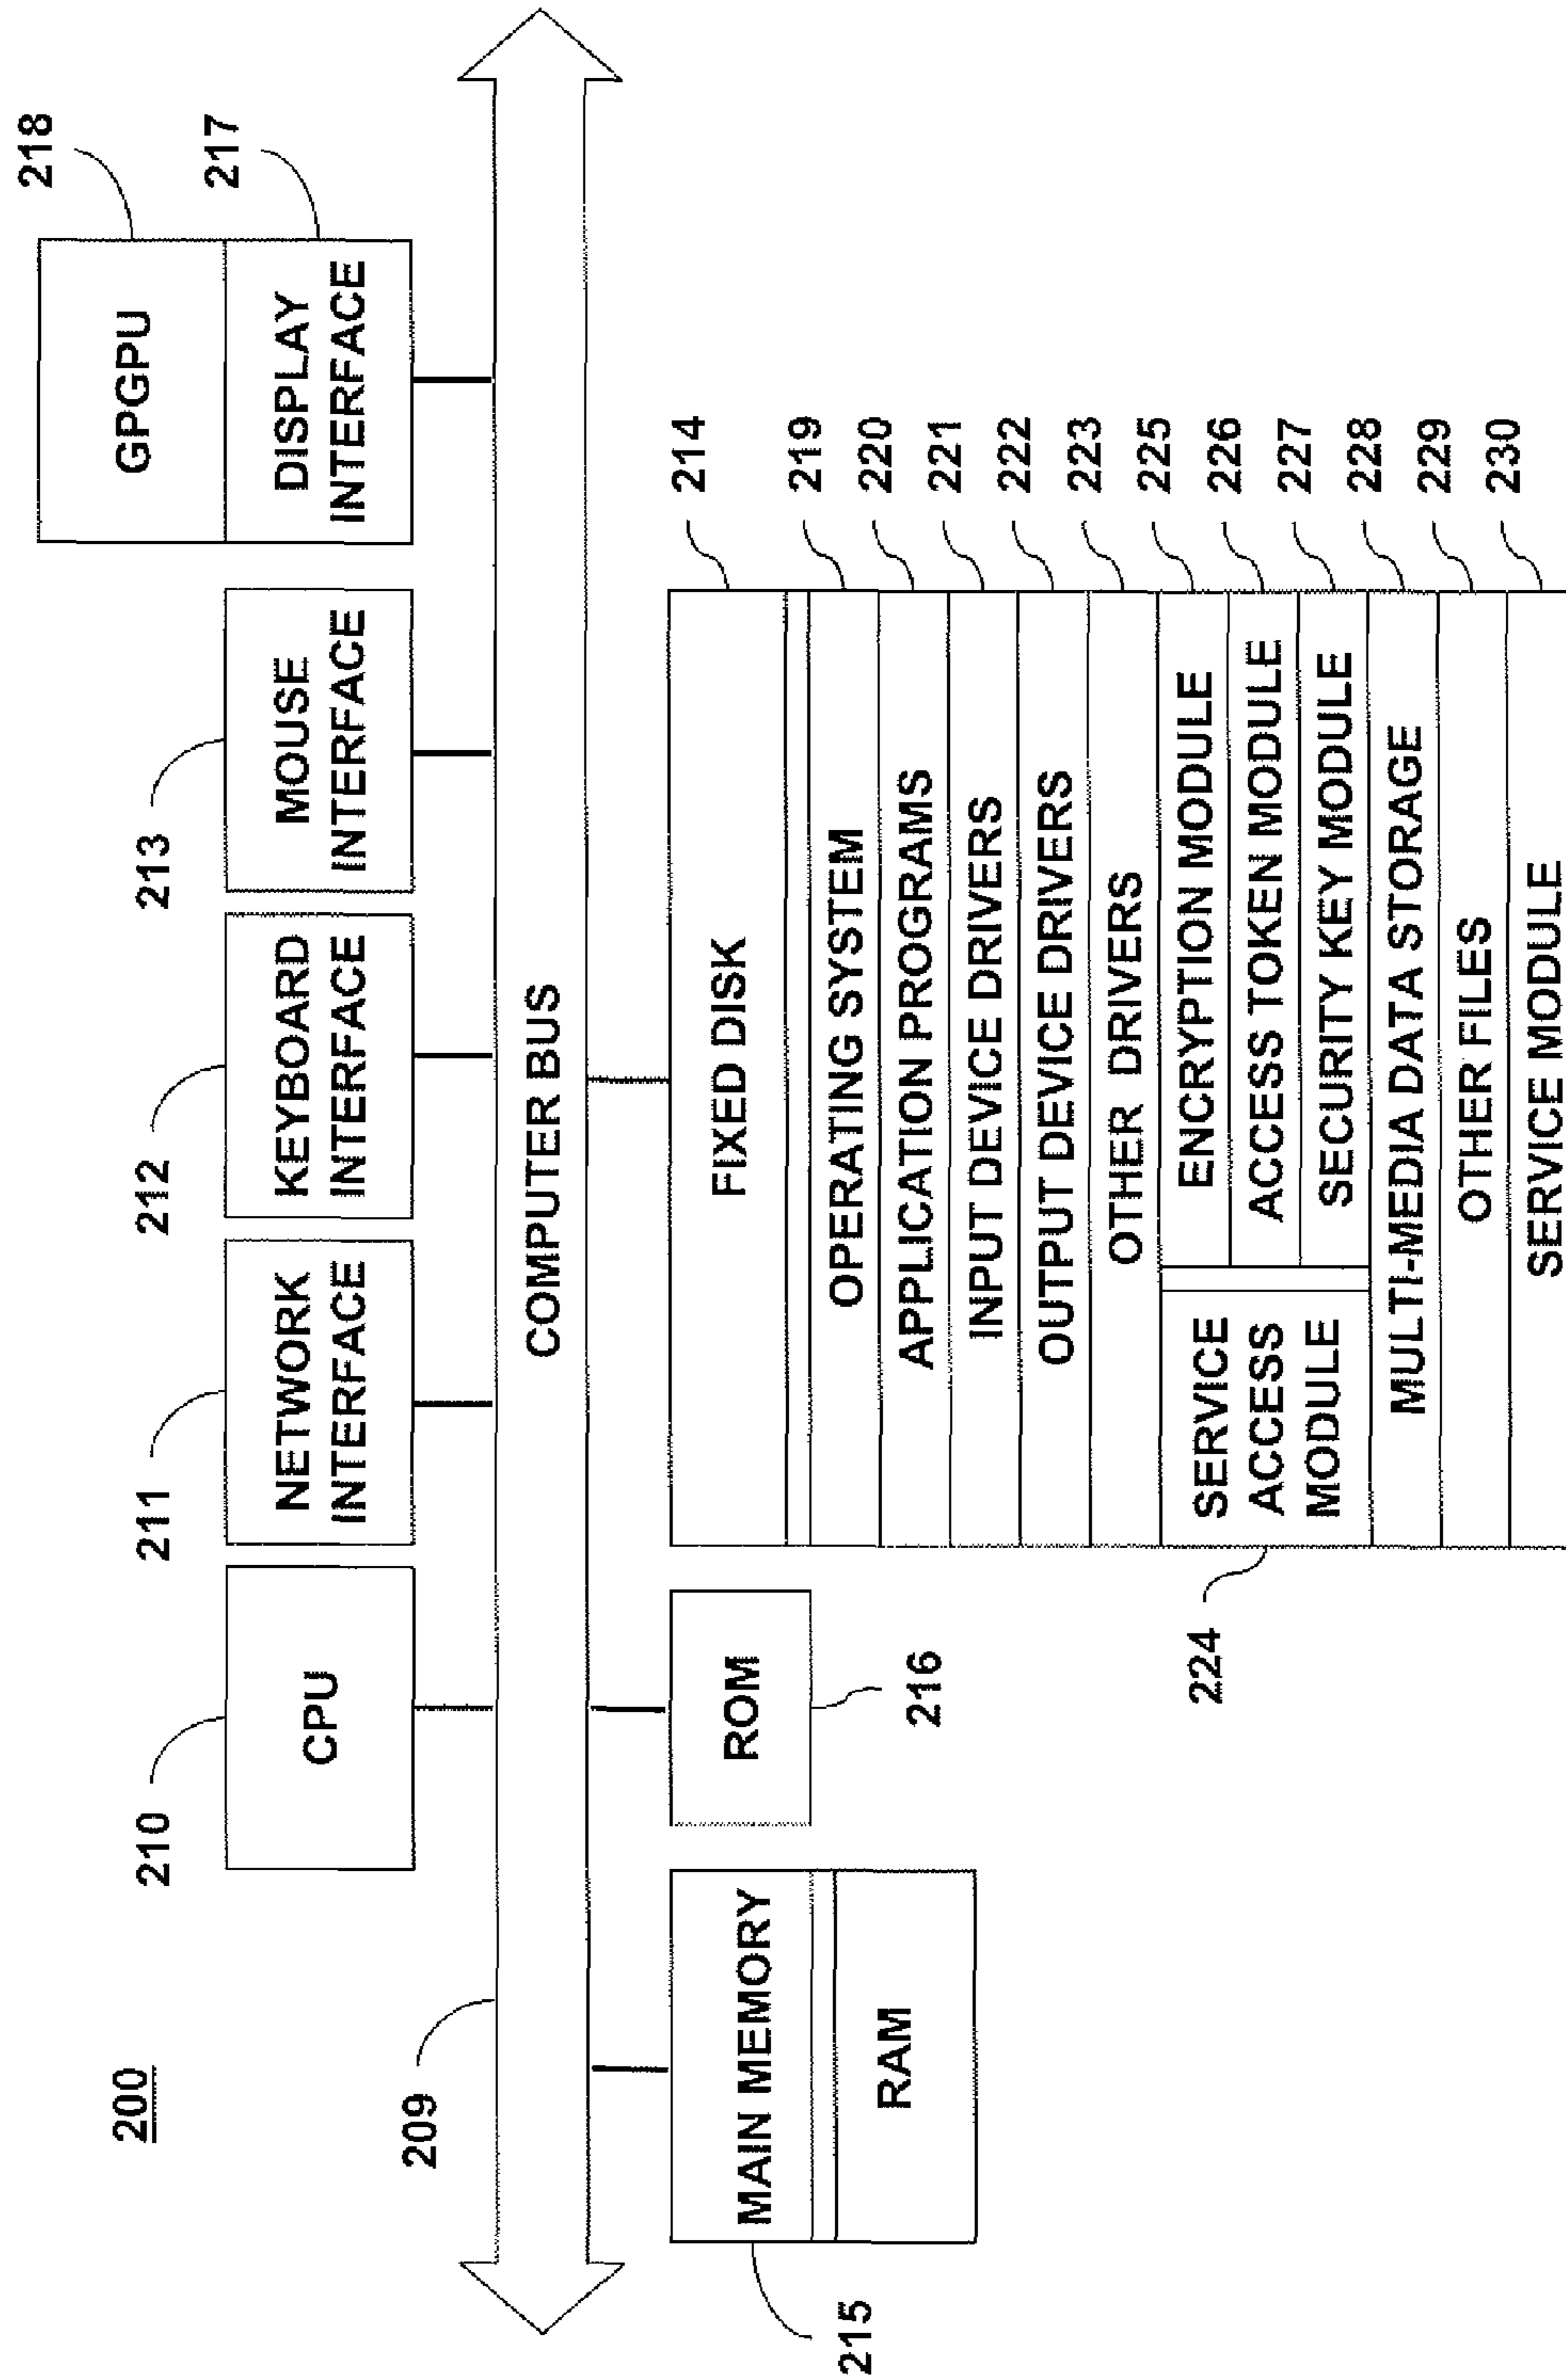 200
218
GPGPU
217
DISPLAY
INTERFACE
213
MOUSE
INTERFACE
212
KEYBOARD
INTERFACE
211
NETWORK
INTERFACE
210
CPU
209
COMPUTER BUS
215
MAIN MEMORY
RAM
ROM
216
FIXED DISK
214
OPERATING SYSTEM
219
APPLICATION PROGRAMS
220
INPUT DEVICE DRIVERS
221
OUTPUT DEVICE DRIVERS
222
OTHER DRIVERS
223
224
SERVICE
ACCESS
MODULE
ENCRYPTION MODULE
225
ACCESS TOKEN MODULE
226
SECURITY KEY MODULE
227
MULTI-MEDIA DATA STORAGE
228
OTHER FILES
229
SERVICE MODULE
230